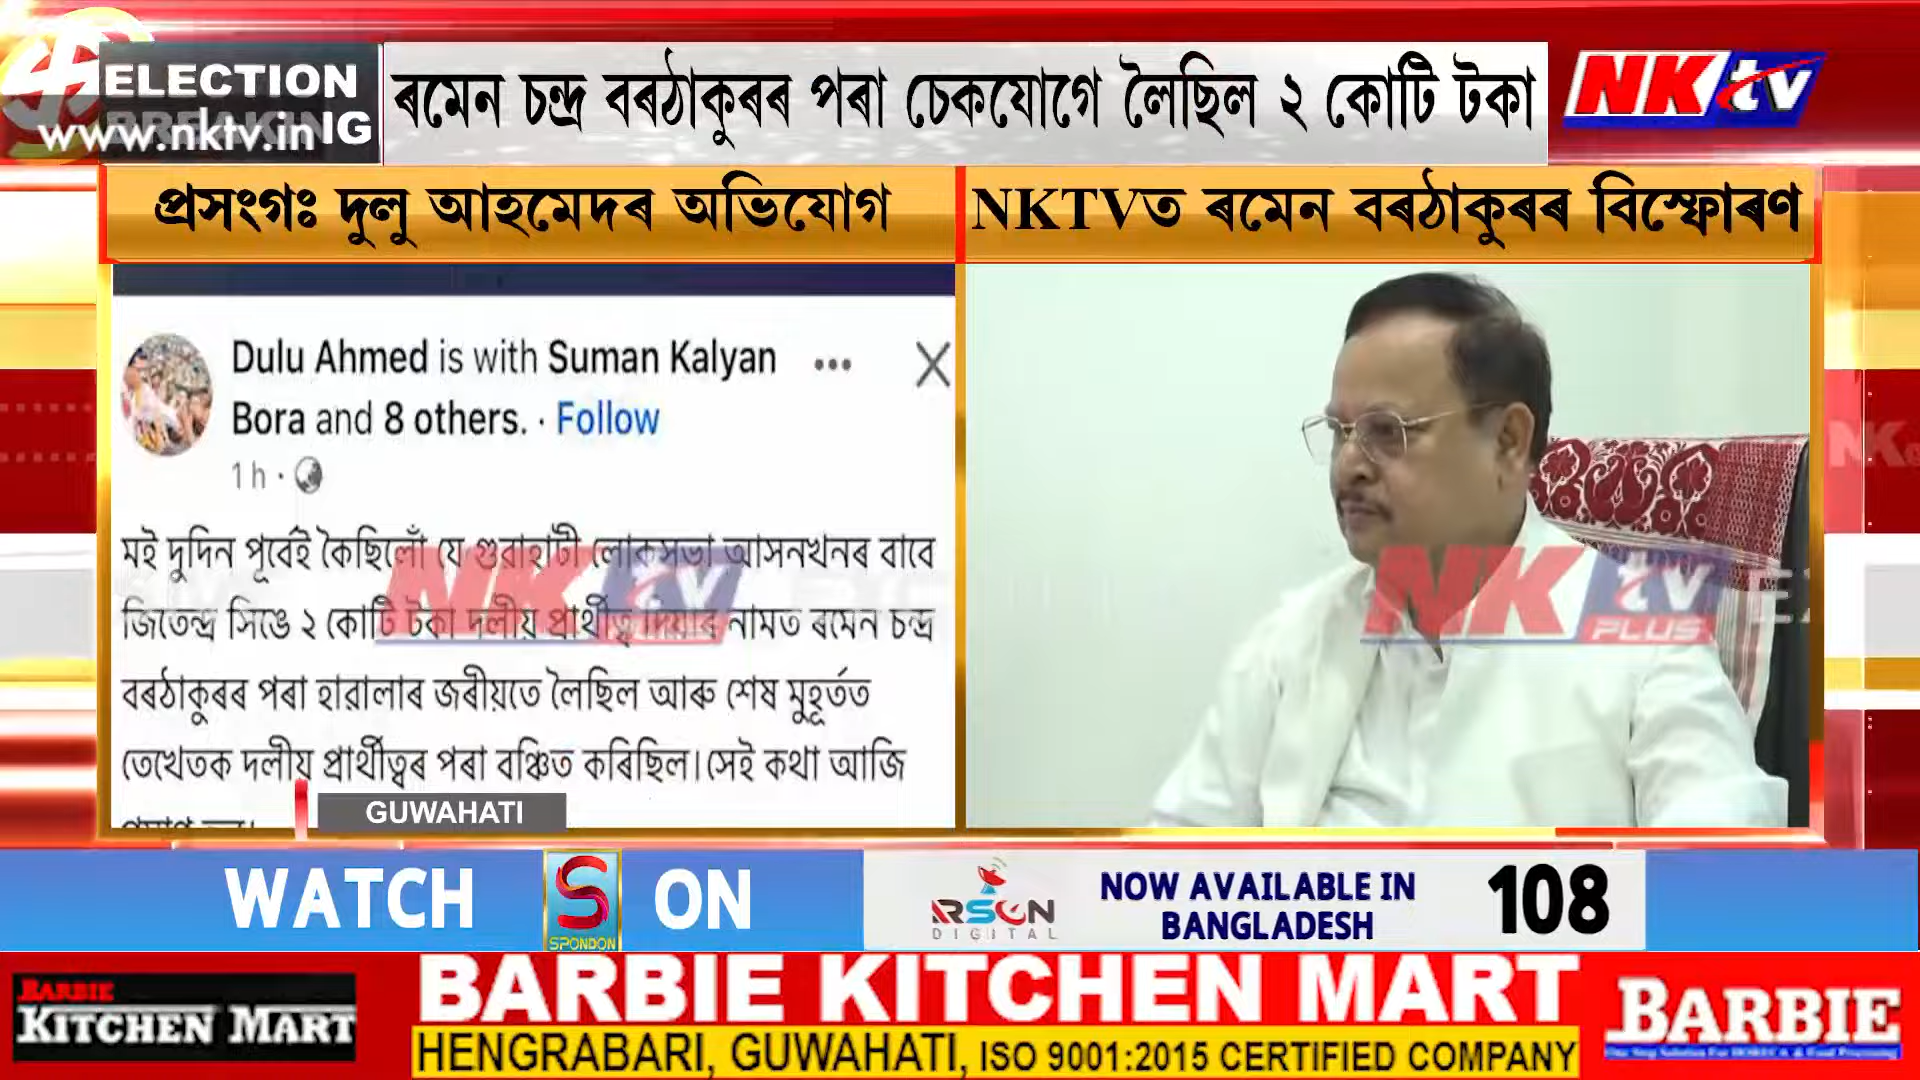 ELECTION
BREAKING
www.nktv.in
ৰমেন চন্দ্ৰ বৰঠাকুৰৰ পৰা চেকযোগে লৈছিল ২ কোটি টকা
NKtv
প্ৰসংগঃ দুলু আহমেদৰ অভিযোগ
NKTVত ৰমেন বৰঠাকুৰৰ বিস্ফোৰণ
Dulu Ahmed is with Suman Kalyan
Bora and 8 others. · Follow
1 h ·
মই দুদিন পূৰ্বেই কৈছিলোঁ যে গুৱাহাটী লোকসভা আসনখনৰ বাবে
জিতেন্দ্ৰ সিঙে ২ কোটি টকা দলীয় প্ৰাৰ্থীত্ব দিয়াৰ নামত ৰমেন চন্দ্ৰ
বৰঠাকুৰৰ পৰা হাৱালাৰ জৰীয়তে লৈছিল আৰু শেষ মুহূৰ্তত
তেখেতক দলীয় প্ৰাৰ্থীত্বৰ পৰা বঞ্চিত কৰিছিল।সেই কথা আজি
NKtv
NKtv
PLUS
GUWAHATI
WATCH S SPONDON ON
RSON
DIGITAL
NOW AVAILABLE IN
BANGLADESH
108
BARBIE
KITCHEN MART
BARBIE KITCHEN MART
HENGRABARI, GUWAHATI, ISO 9001:2015 CERTIFIED COMPANY
BARBIE